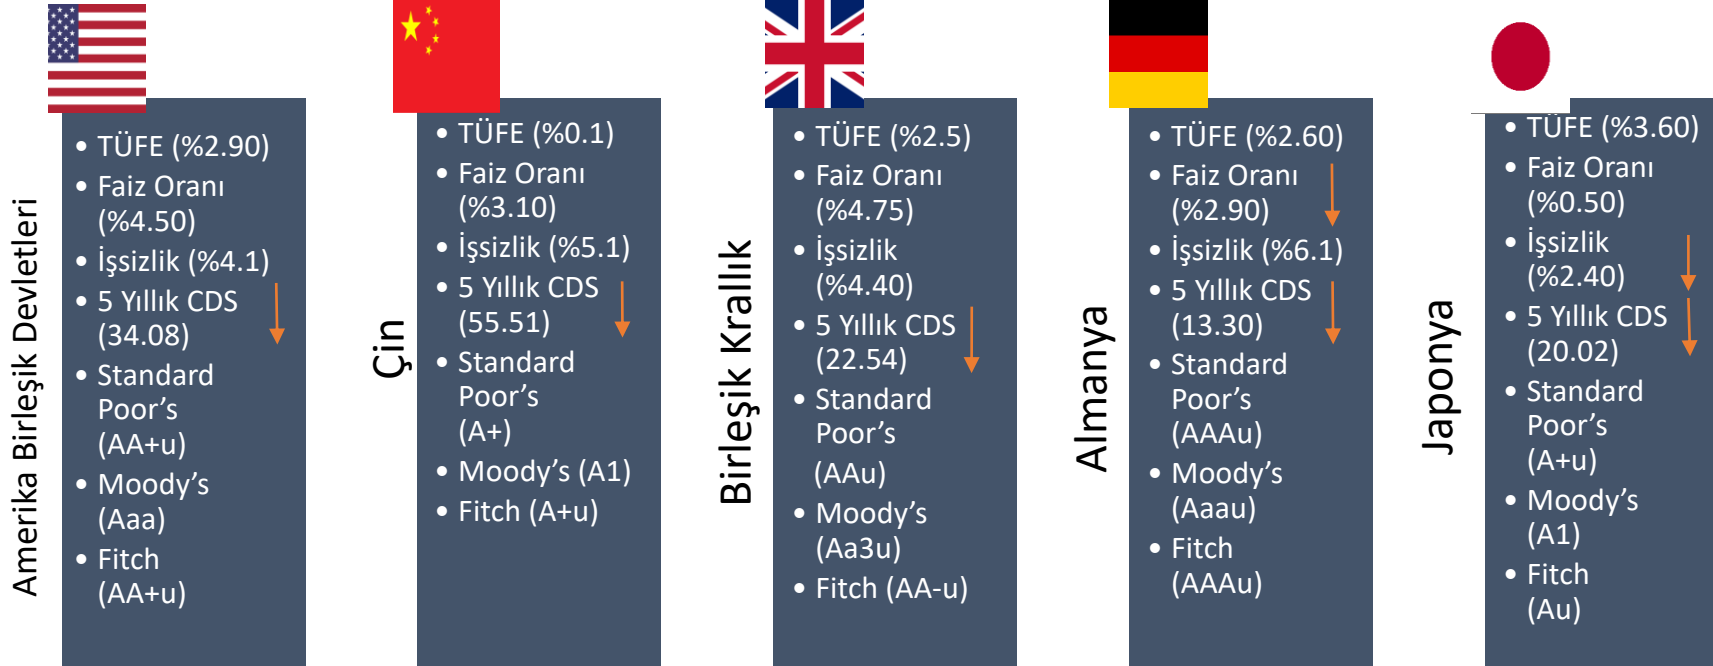 Amerika Birleşik Devletleri
• TÜFE (%2.90)
• Faiz Oranı
(%4.50)
• İşsizlik (%4.1)
• 5 Yıllık CDS
(34.08)
• Standard
Poor's
(AA+u)
• Moody's
(Aaa)
• Fitch
(AA+u)
Çin
• TÜFE (%0.1)
• Faiz Oranı
(%3.10)
• İşsizlik (%5.1)
• 5 Yıllık CDS
(55.51)
• Standard
Poor's
(A+)
• Moody's (A1)
• Fitch (A+u)
Birleşik Krallık
• TÜFE (%2.5)
• Faiz Oranı
(%4.75)
• İşsizlik
(%4.40)
• 5 Yıllık CDS
(22.54)
• Standard
Poor's
(AAu)
• Moody's
(Aa3u)
• Fitch (AA-u)
Almanya
• TÜFE (%2.60)
• Faiz Oranı
(%2.90)
• İşsizlik (%6.1)
• 5 Yıllık CDS
(13.30)
• Standard
Poor's
(AAAu)
• Moody's
(Aaau)
• Fitch
(AAAu)
Japonya
• TÜFE (%3.60)
• Faiz Oranı
(%0.50)
• İşsizlik
(%2.40)
• 5 Yıllık CDS
(20.02)
• Standard
Poor's
(A+u)
• Moody's
(A1)
• Fitch
(Au)